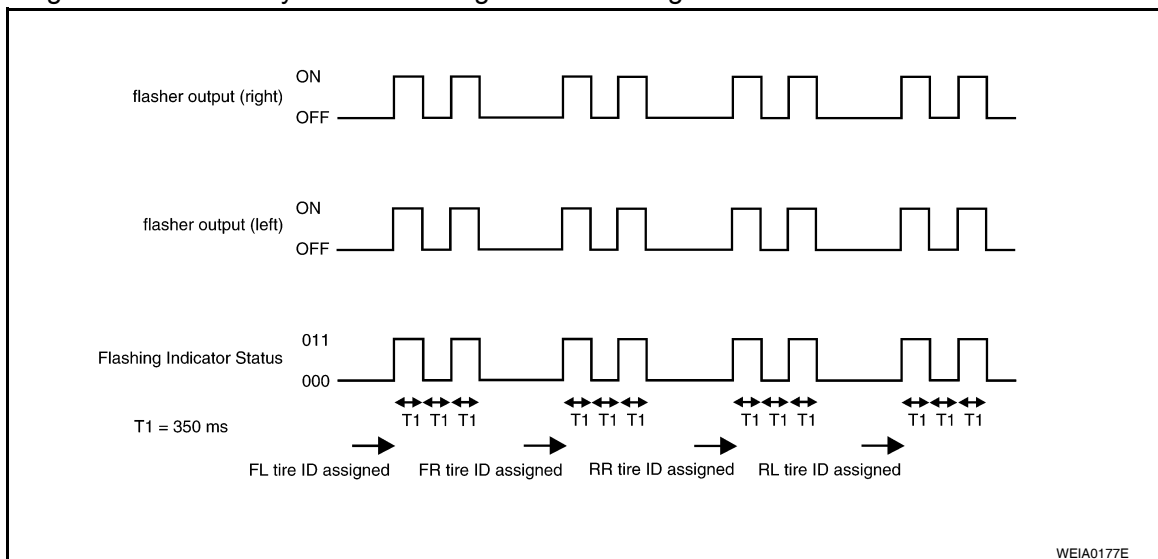 ON
flasher output (right)
OFF
ON
flasher output (left)
OFF
011
Flashing Indicator Status
000
T1 T1 T1 T1 T1 T1 T1 T1 T1 T1 T1 T1
T1 = 350 ms
FL tire ID assigned FR tire ID assigned RR tire ID assigned RL tire ID assigned
WEIA0177E